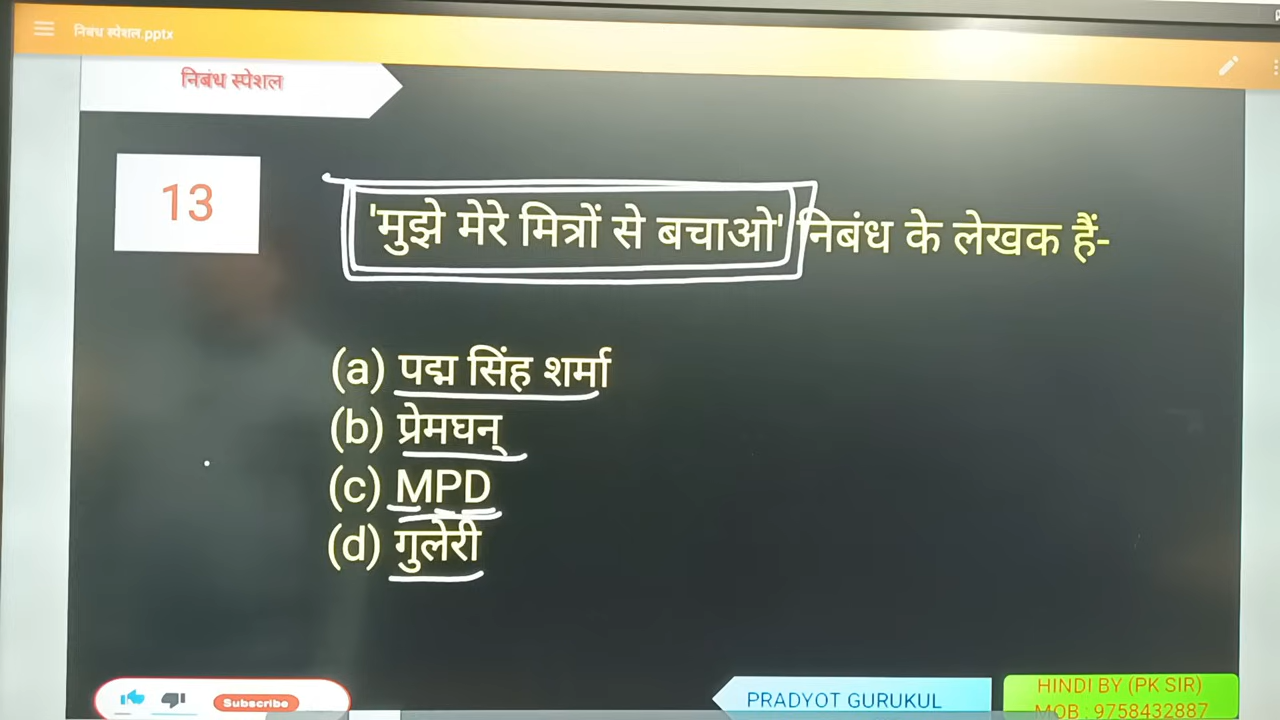 निबंध स्पेशल.pptx
निबंध स्पेशल
13
'मुझे मेरे मित्रों से बचाओ' निबंध के लेखक हैं-
(a) पद्म सिंह शर्मा
(b) प्रेमघन्
(c) MPD
(d) गुलेरी
Subscribe
PRADYOT GURUKUL
HINDI BY (PK SIR)
MOB : 9758432887